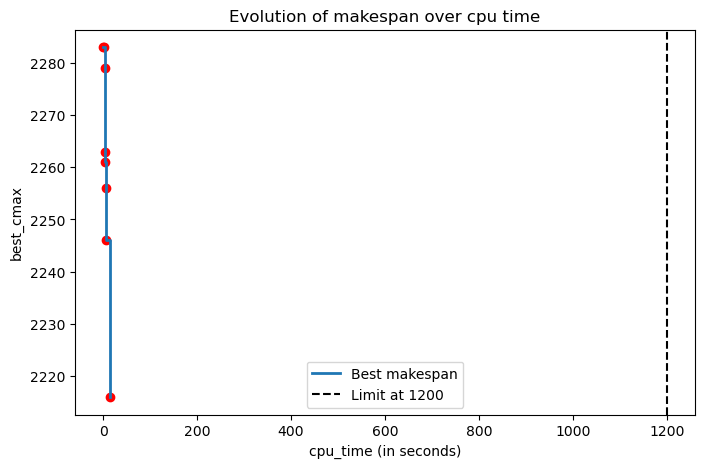 Evolution of makespan over cpu time
best_cmax
2280
2270
2260
2250
2240
2230
2220
Best makespan
Limit at 1200
0
200
400
600
800
1000
1200
cpu_time (in seconds)